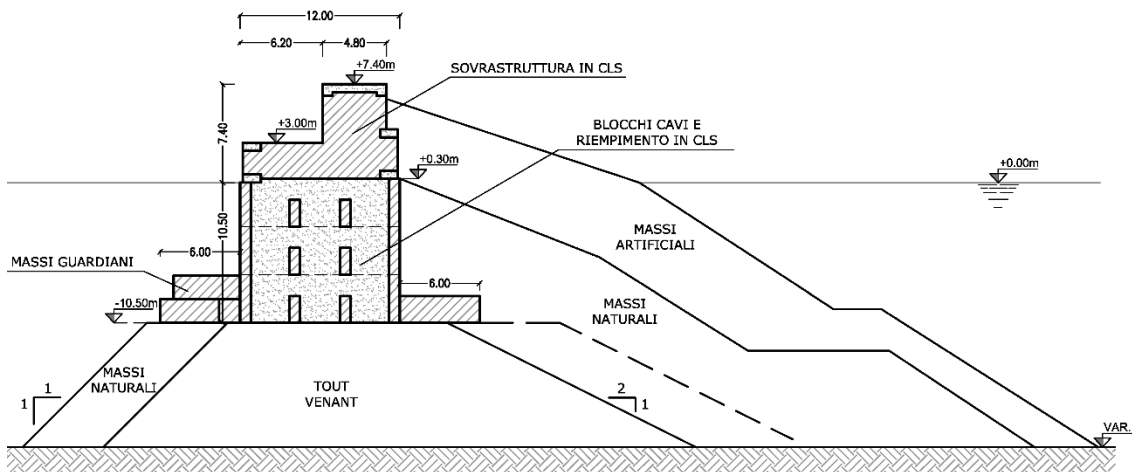 12.00
6.20
4.80
+7.40m
SOVRASTRUTTURA IN CLS
7.40
+3.00m
BLOCCHI CAVI E
RIEMPIMENTO IN CLS
+0.30m
+0.00m
10.50
MASSI
ARTIFICIALI
6.00
MASSI GUARDIANI
6.00
-10.50m
MASSI
NATURALI
MASSI
NATURALI
TOUT
VENANT
1
1
2
1
VAR.